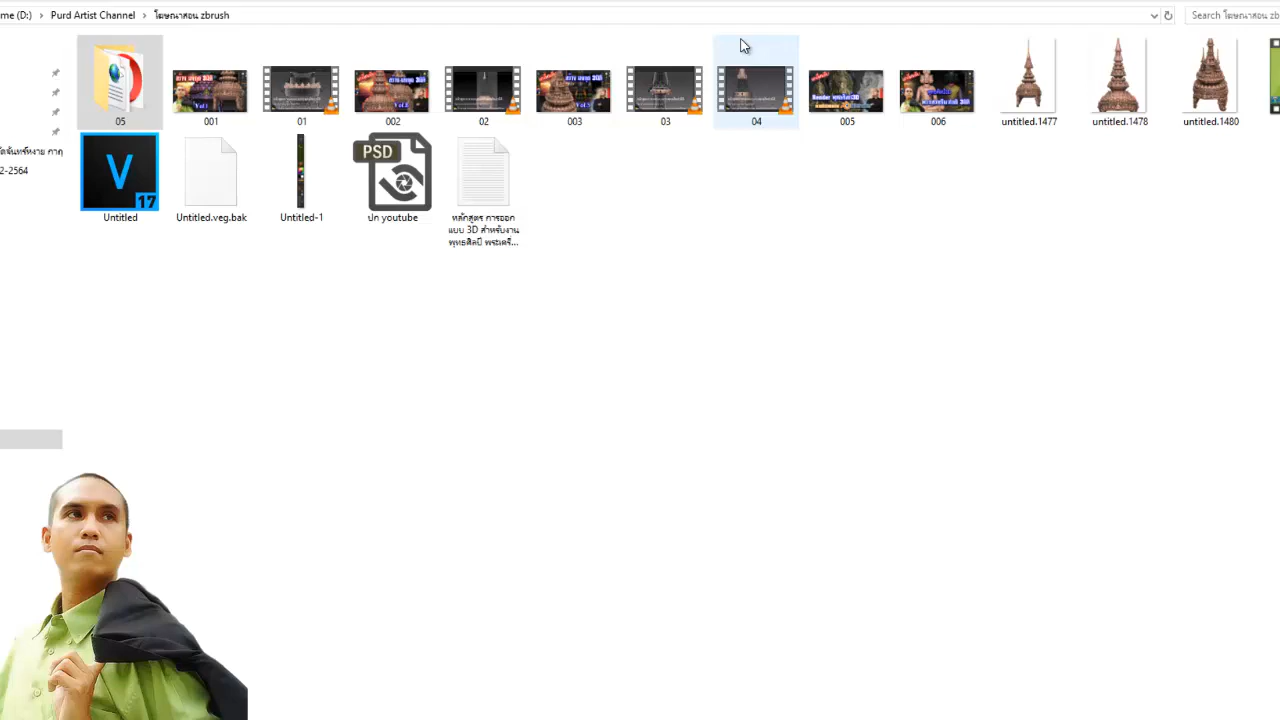 me (D:) > Purd Artist Channel > โฆษณาสอน zbrush
Search โฆษณาสอน zb
05
001
01
002
02
003
03
04
005
006
untitled.1477
untitled.1478
untitled.1480
2-2564
V
17
PSD
Untitled
Untitled.veg.bak
Untitled-1
ปก youtube
หลักสูตร การออก
แบบ 3D สำหรับงาน
พุทธศิลป์ พระเครื่...